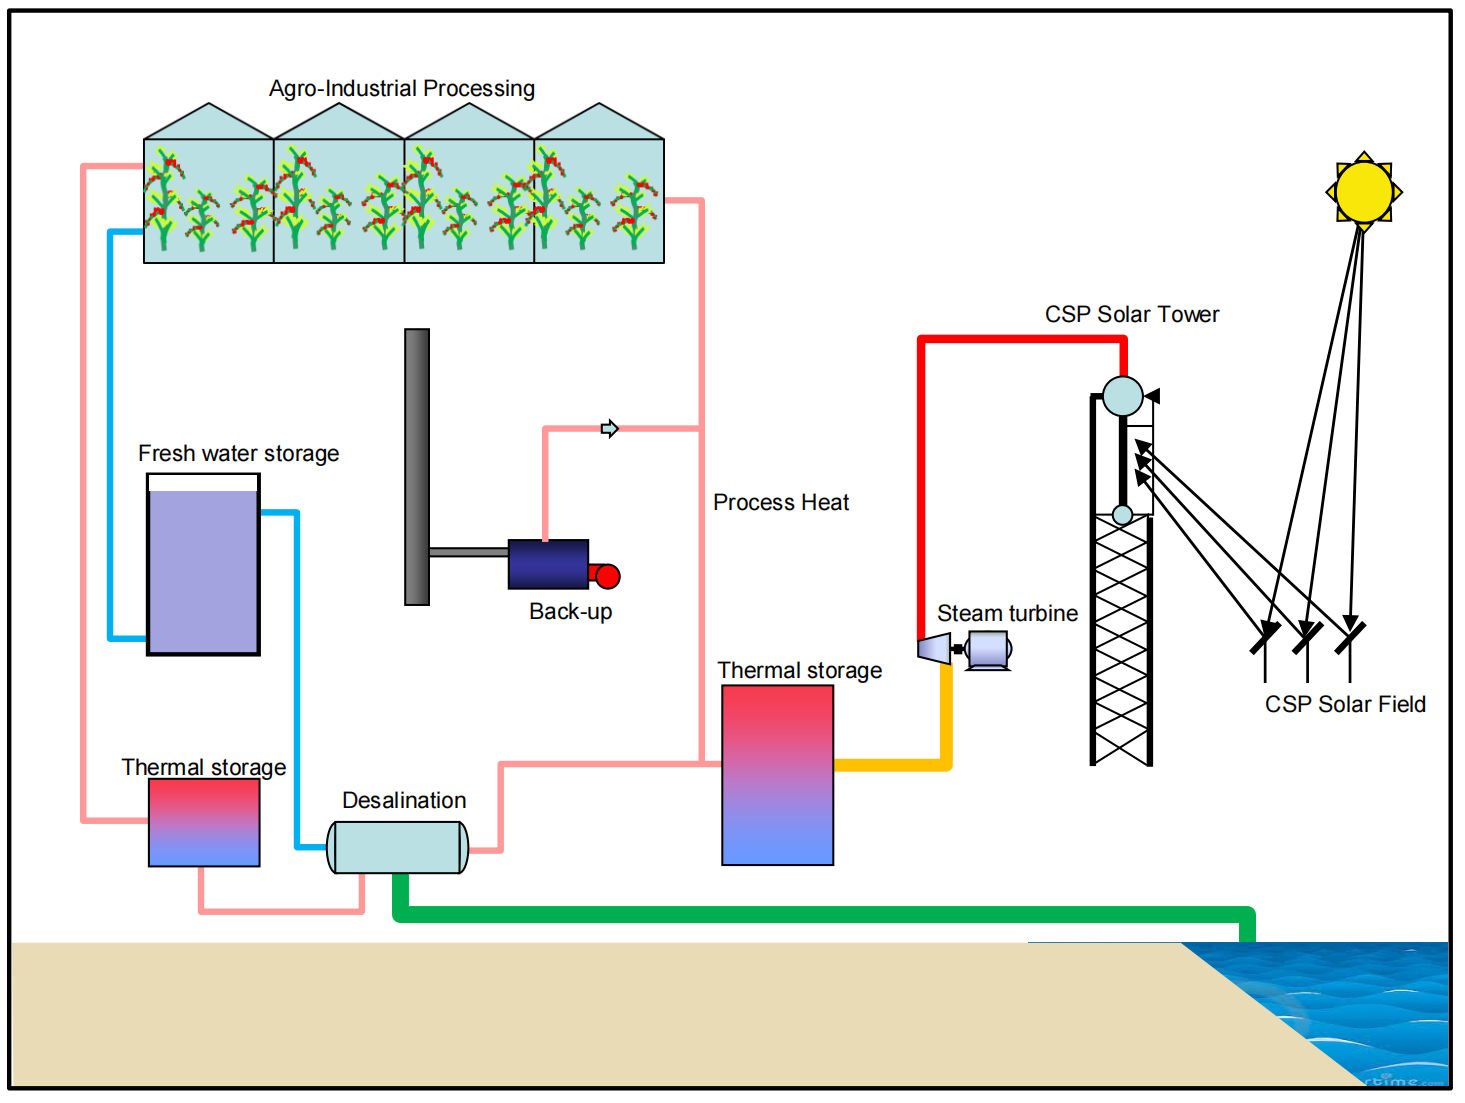 Agro-Industrial Processing
CSP Solar Tower
Fresh water storage
Process Heat
Back-up
Steam turbine
Thermal storage
CSP Solar Field
Thermal storage
Desalination